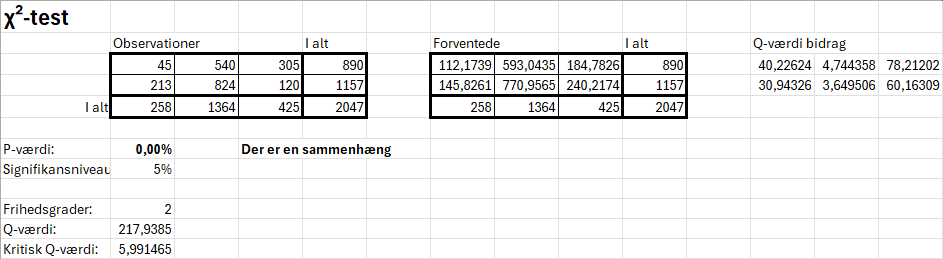 χ²-test
Observationer I alt Forventede I alt Q-værdi bidrag
45 540 305 890 112,1739 593,0435 184,7826 890 40,22624 4,744358 78,21202
213 824 120 1157 145,8261 770,9565 240,2174 1157 30,94326 3,649506 60,16309
I alt 258 1364 425 2047 258 1364 425 2047
P-værdi: 0,00% Der er en sammenhæng
Signifikansniveau 5%
Frihedsgrader: 2
Q-værdi: 217,9385
Kritisk Q-værdi: 5,991465